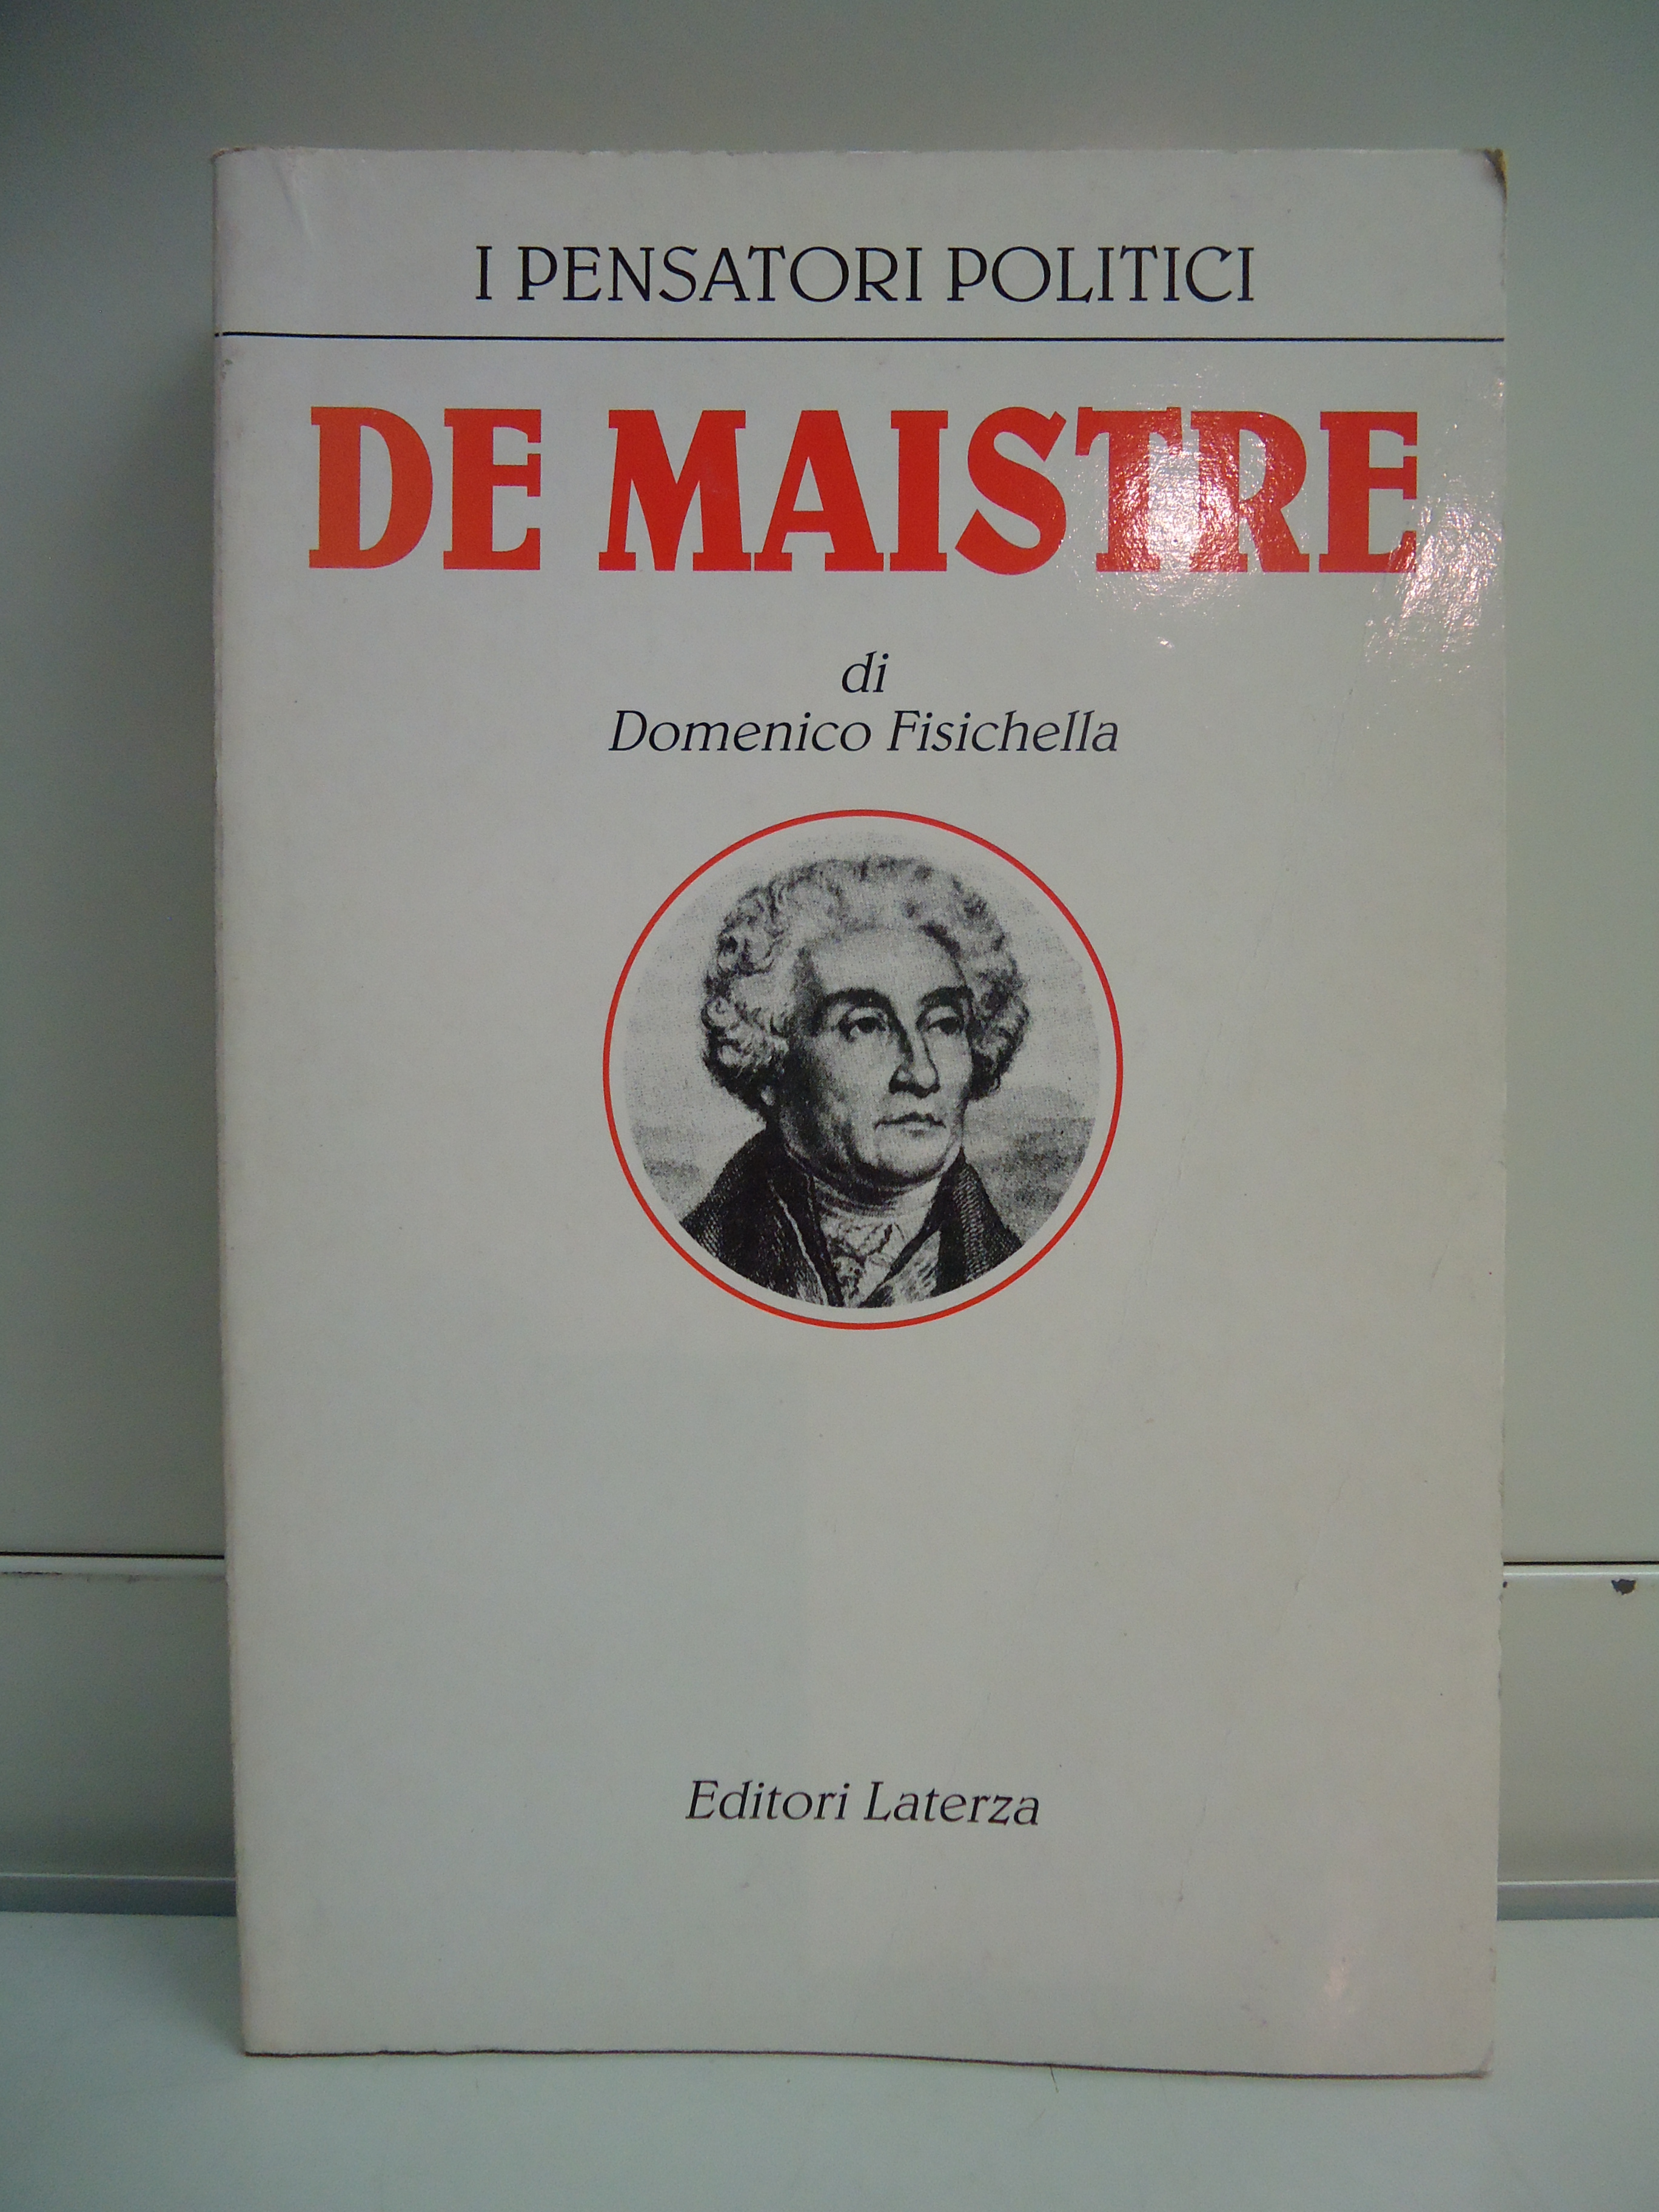 I PENSATORI POLITICI
DE MAISTRE
di
Domenico Fisichella
Editori Laterza